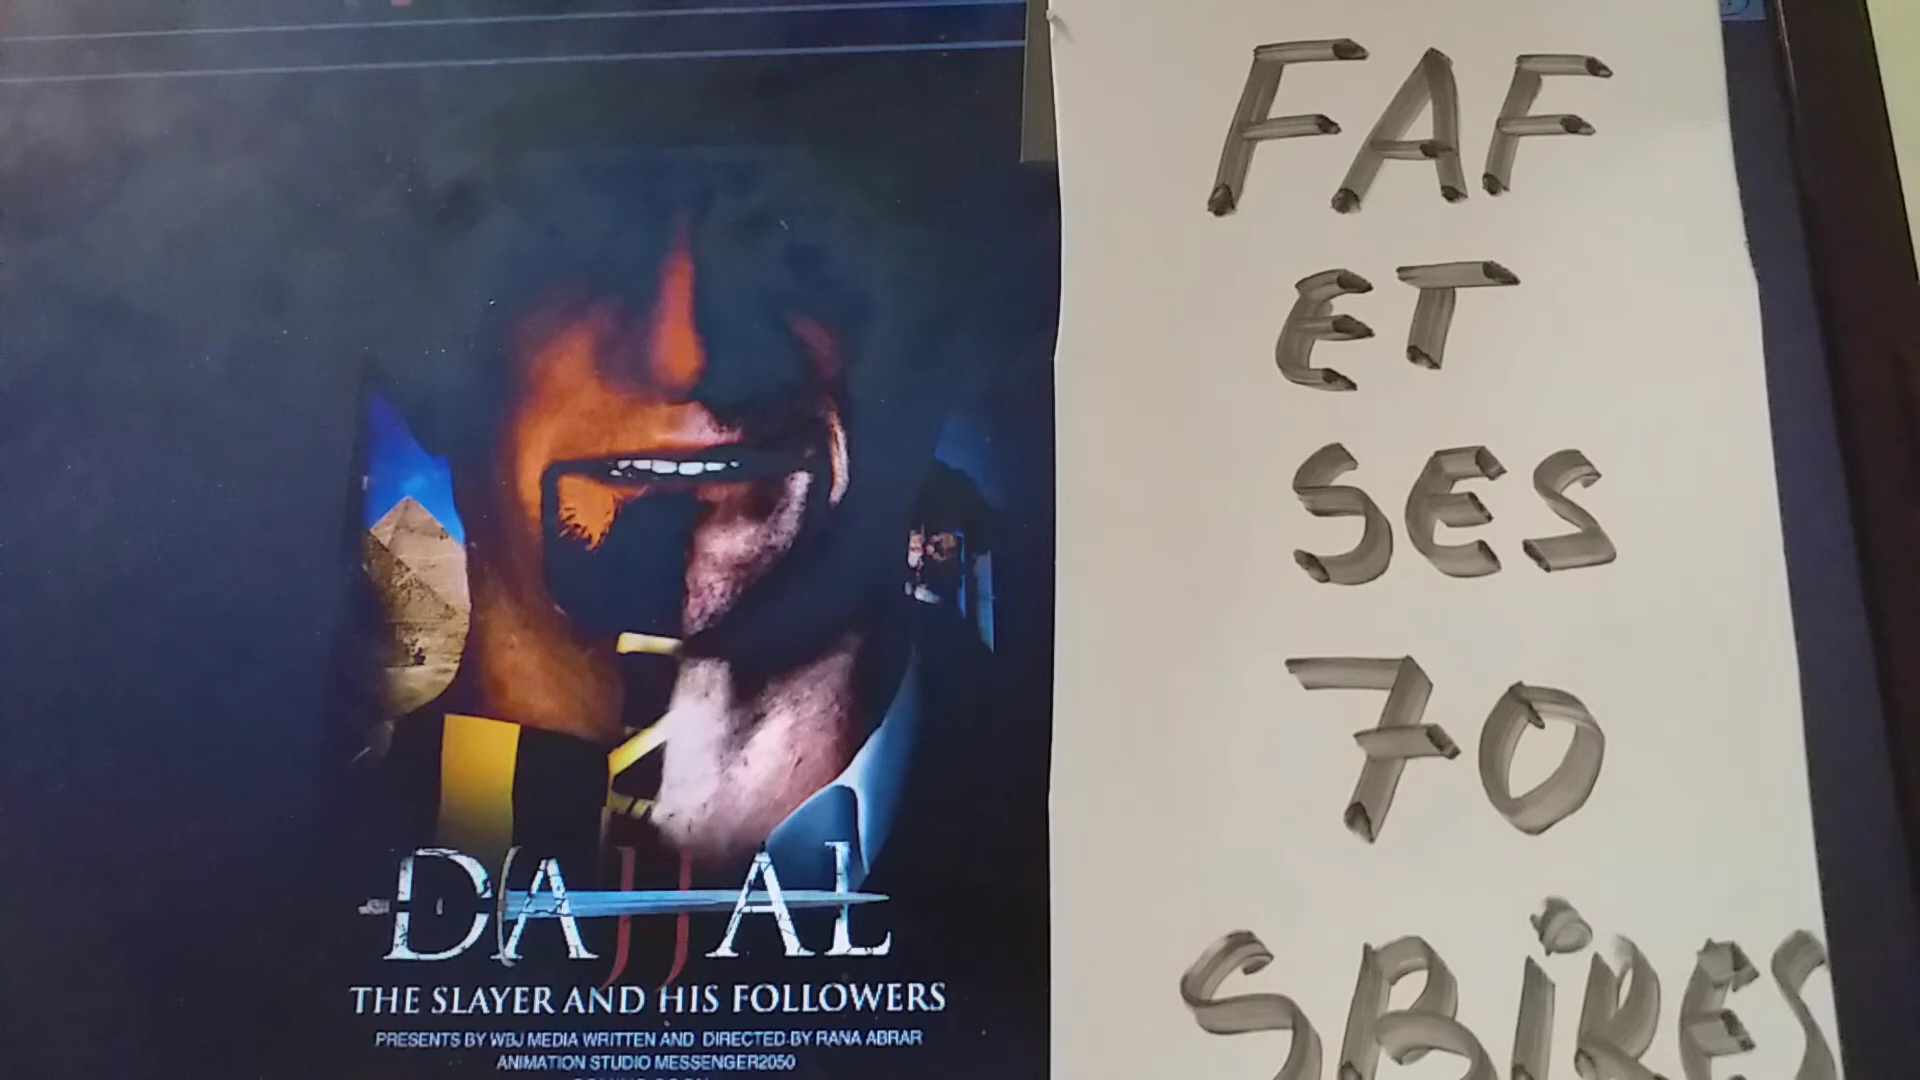 DAJJAL
THE SLAYER AND HIS FOLLOWERS
PRESENTS BY WBJ MEDIA WRITTEN AND DIRECTED BY RANA ABRAR
ANIMATION STUDIO MESSENGER2050
FAF
ET
SES
70
SBiRES